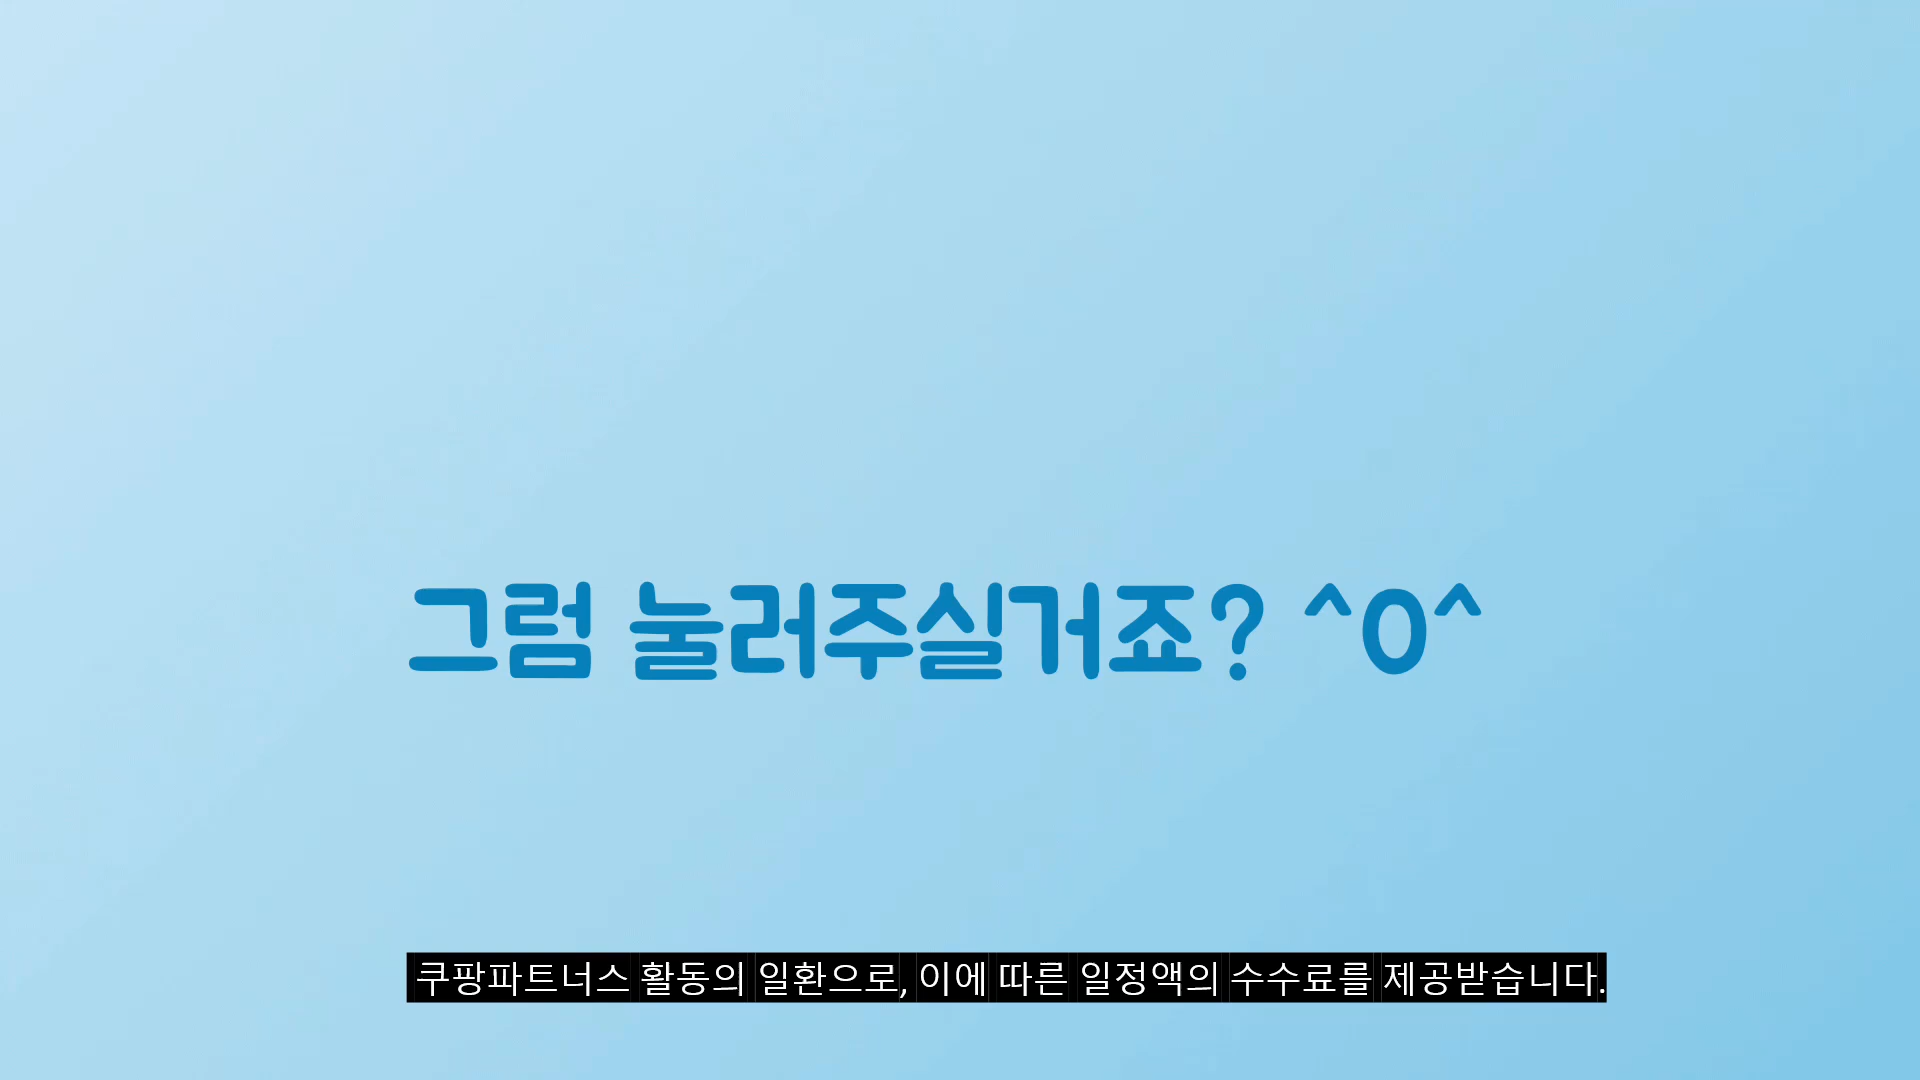 그럼 눌러주실거죠? ^0^
쿠팡파트너스 활동의 일환으로, 이에 따른 일정액의 수수료를 제공받습니다.